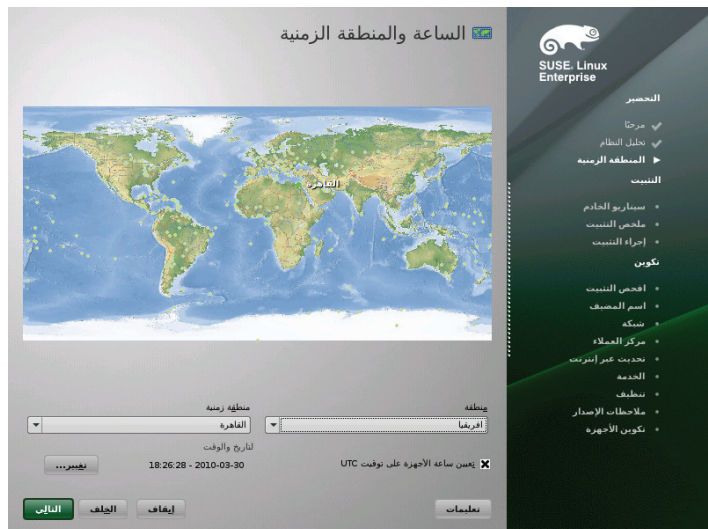 الساعة والمنطقة الزمنية
SUSE. Linux
Enterprise
التحضير
مرحبًا
تحليل النظام
المنطقة الزمنية
التثبيت
سيناريو الخادم
ملخص التثبيت
إجراء التثبيت
تكوين
افحص التثبيت
اسم المضيف
شبكة
مركز العملاء
تحديث عبر إنترنت
الخدمة
تنظيف
ملاحظات الإصدار
تكوين الأجهزة
القاهرة
منطقة
افريقيا
منطقة زمنية
القاهرة
تعيين ساعة الأجهزة على توقيت UTC
لتاريخ والوقت
18:26:28 - 2010-03-30
تغيير...
تعليمات
إيقاف
الخلف
التالي